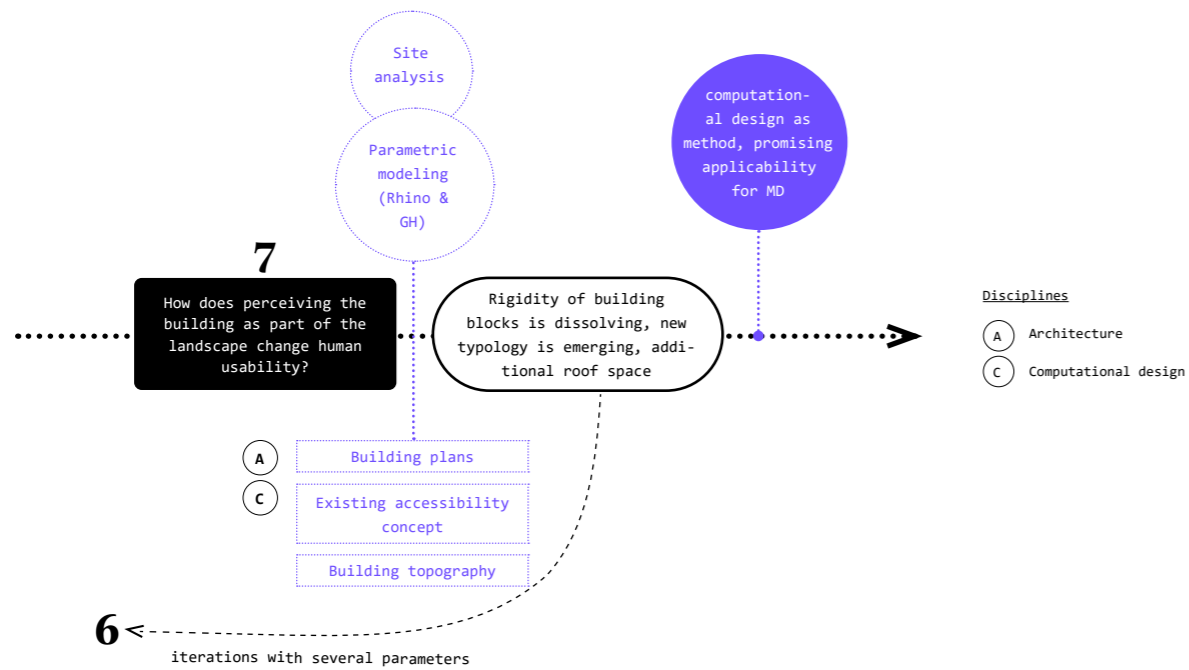 Site
analysis
Parametric
modeling
(Rhino &
GH)
computation-
al design as
method, promising
applicability
for MD
7
How does perceiving the
building as part of the
landscape change human
usability?
Rigidity of building
blocks is dissolving, new
typology is emerging, addi-
tional roof space
Disciplines
A Architecture
C Computational design
A
C
Building plans
Existing accessibility
concept
Building topography
6
iterations with several parameters